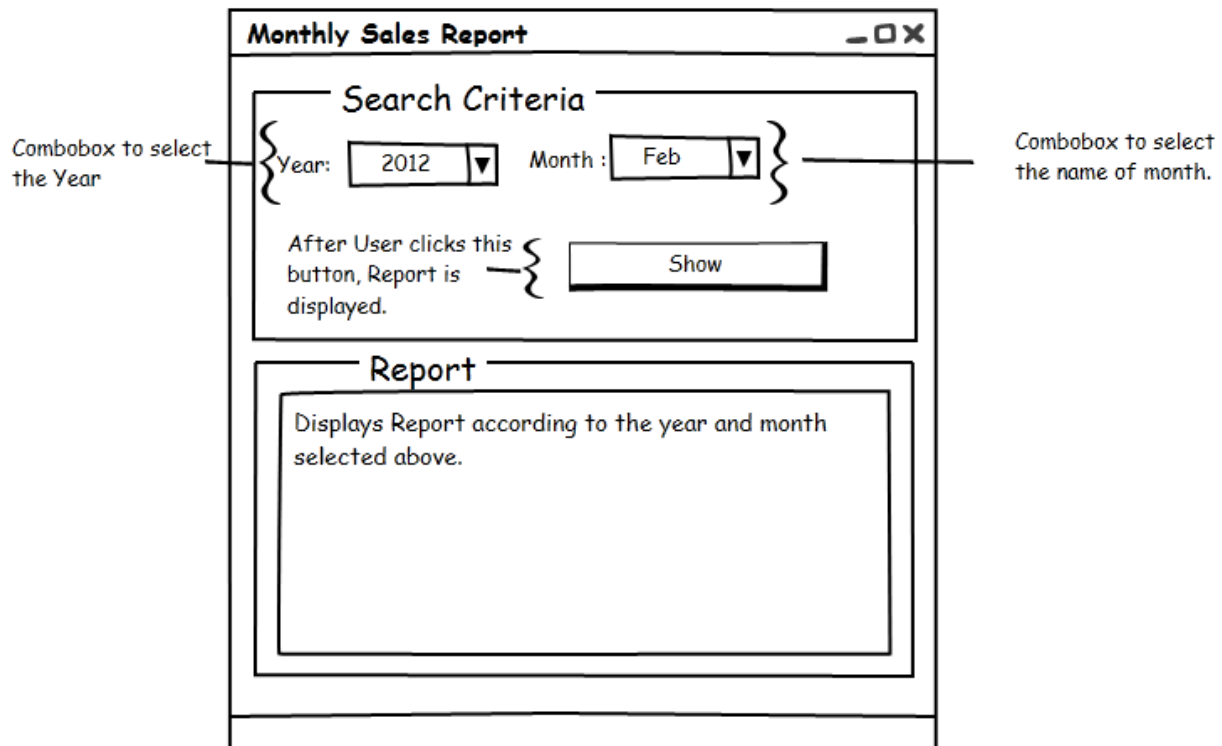 Monthly Sales Report
Search Criteria
Combobox to select
the Year
Year:
2012
Month :
Feb
Combobox to select
the name of month.
After User clicks this
button, Report is
displayed.
Show
Report
Displays Report according to the year and month
selected above.